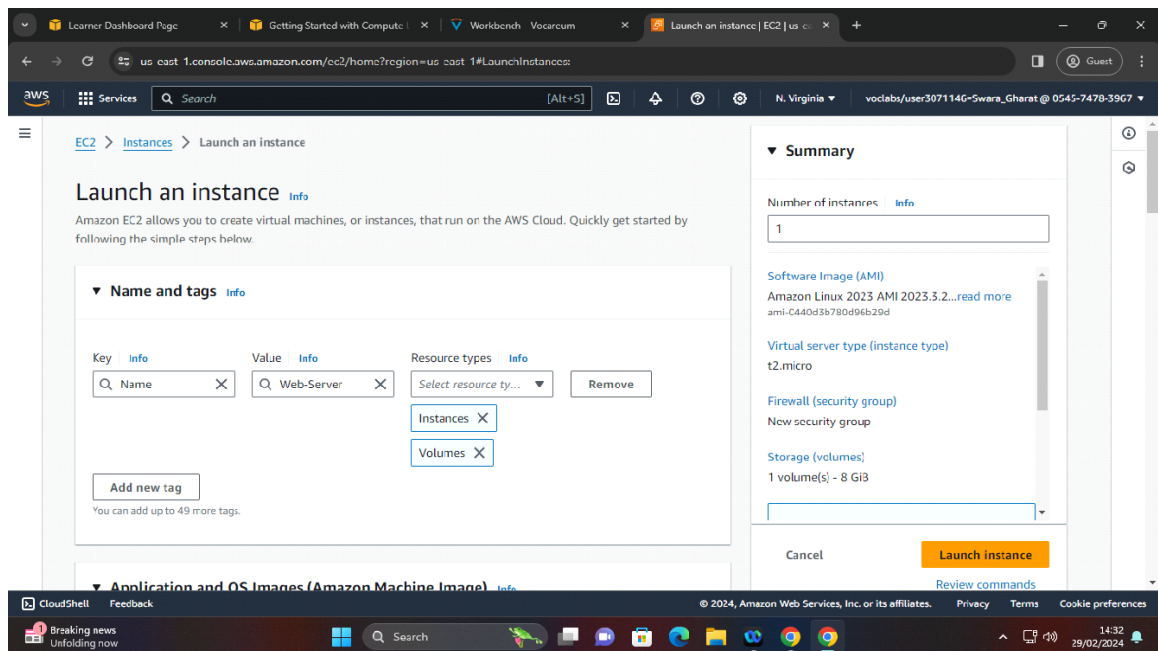 Learner Dashboard Page
Getting Started with Compute
Workbench Vocareum
Launch an instance | EC2 | us
us east 1.console.aws.amazon.com/ec2/home?region=us east 1#LaunchInstances:
Guest
aws Services Search [Alt+S] N. Virginia voclabs/user3071146=Swara_Gharat @ 0545-7478-3967
EC2 > Instances > Launch an instance
Launch an instance Info
Amazon EC2 allows you to create virtual machines, or instances, that run on the AWS Cloud. Quickly get started by
following the simple steps below.
Name and tags Info
Key Info Value Info Resource types Info
Name Web-Server Select resource ty... Remove
Instances
Volumes
Add new tag
You can add up to 49 more tags.
Application and OS Images (Amazon Machine Image) Info
Summary
Number of instances Info
1
Software Image (AMI)
Amazon Linux 2023 AMI 2023.3.2...read more
ami-0440d3b780d96b29d
Virtual server type (instance type)
t2.micro
Firewall (security group)
New security group
Storage (volumes)
1 volume(s) - 8 GiB
Cancel Launch instance
Review commands
CloudShell Feedback © 2024, Amazon Web Services, Inc. or its affiliates. Privacy Terms Cookie preferences
1
Breaking news
Unfolding now
Search
14:32
29/02/2024